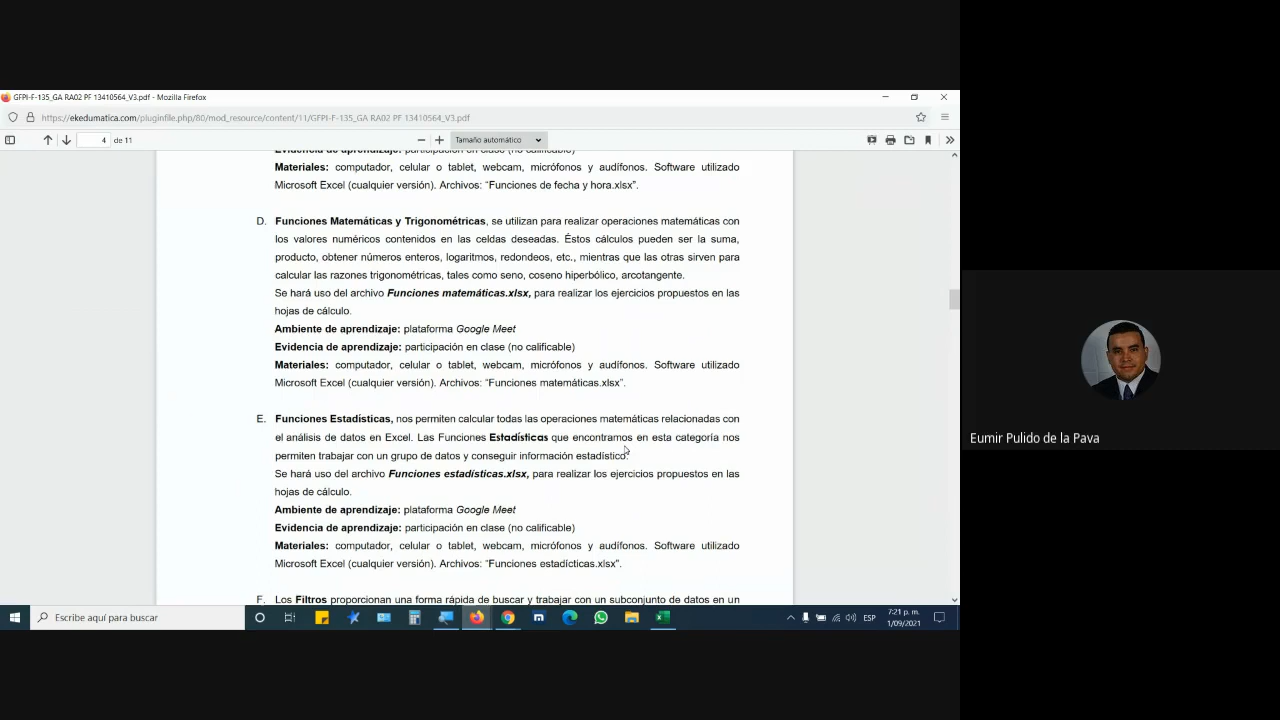 GFPI-F-135_GA RA02 PF 13410564_V3.pdf - Mozilla Firefox
https://ekedumatica.com/pluginfile.php/80/mod_resource/content/11/GFPI-F-135_GA RA02 PF 13410564_V3.pdf
4 de 11
Tamaño automático
Evidencia de aprendizaje: participación en clase (no calificable)
Materiales: computador, celular o tablet, webcam, micrófonos y audífonos. Software utilizado
Microsoft Excel (cualquier versión). Archivos: “Funciones de fecha y hora.xlsx”.
D. Funciones Matemáticas y Trigonométricas, se utilizan para realizar operaciones matemáticas con
los valores numéricos contenidos en las celdas deseadas. Éstos cálculos pueden ser la suma,
producto, obtener números enteros, logaritmos, redondeos, etc., mientras que las otras sirven para
calcular las razones trigonométricas, tales como seno, coseno hiperbólico, arcotangente.
Se hará uso del archivo Funciones matemáticas.xlsx, para realizar los ejercicios propuestos en las
hojas de cálculo.
Ambiente de aprendizaje: plataforma Google Meet
Evidencia de aprendizaje: participación en clase (no calificable)
Materiales: computador, celular o tablet, webcam, micrófonos y audífonos. Software utilizado
Microsoft Excel (cualquier versión). Archivos: “Funciones matemáticas.xlsx”.
E. Funciones Estadísticas, nos permiten calcular todas las operaciones matemáticas relacionadas con
el análisis de datos en Excel. Las Funciones Estadísticas que encontramos en esta categoría nos
permiten trabajar con un grupo de datos y conseguir información estadístico.
Se hará uso del archivo Funciones estadísticas.xlsx, para realizar los ejercicios propuestos en las
hojas de cálculo.
Ambiente de aprendizaje: plataforma Google Meet
Evidencia de aprendizaje: participación en clase (no calificable)
Materiales: computador, celular o tablet, webcam, micrófonos y audífonos. Software utilizado
Microsoft Excel (cualquier versión). Archivos: “Funciones estadícticas.xlsx”.
F. Los Filtros proporcionan una forma rápida de buscar y trabajar con un subconjunto de datos en un
Eumir Pulido de la Pava
Escribe aquí para buscar
ESP
7:21 p. m.
1/09/2021